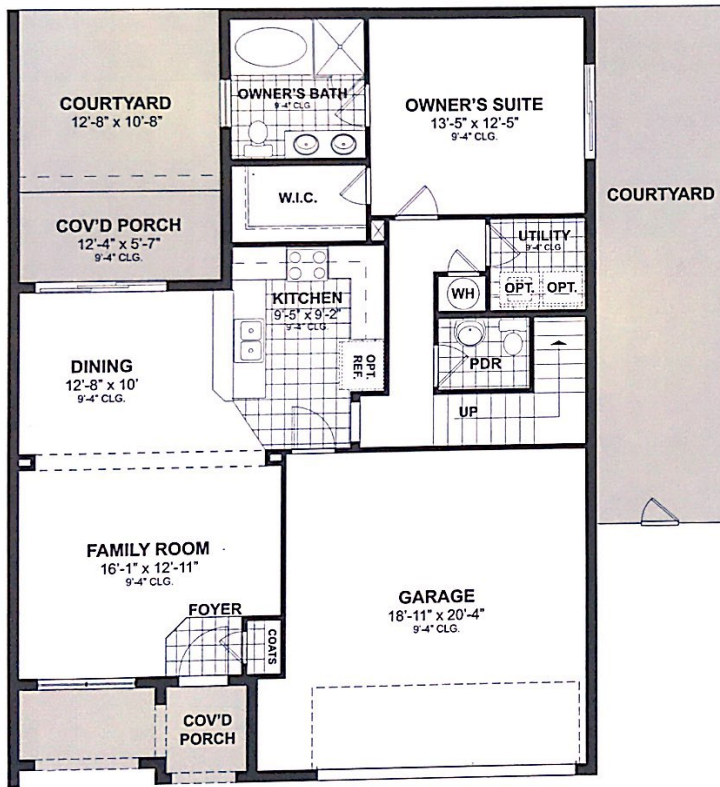 COURTYARD
12'-8" x 10'-8"
OWNER'S BATH
9'-4" CLG.
OWNER'S SUITE
13'-5" x 12'-5"
9'-4" CLG.
COURTYARD
W.I.C.
COV'D PORCH
12'-4" x 5'-7"
9'-4" CLG.
UTILITY
9'-4" CLG
OPT.
OPT.
WH
KITCHEN
9'-5" x 9'-2"
9'-4" CLG.
OPT.
REF.
DINING
12'-8" x 10'
9'-4" CLG.
PDR
UP
FAMILY ROOM
16'-1" x 12'-11"
9'-4" CLG.
FOYER
COATS
GARAGE
18'-11" x 20'-4"
9'-4" CLG.
COV'D
PORCH